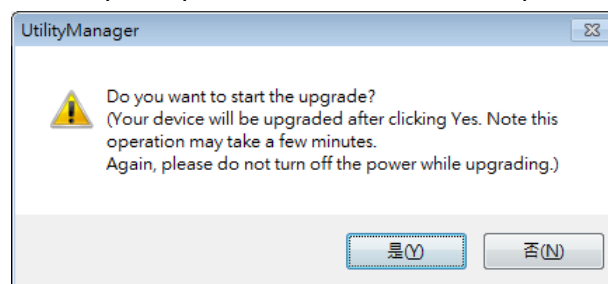 UtilityManager
Do you want to start the upgrade?
(Your device will be upgraded after clicking Yes. Note this
operation may take a few minutes.
Again, please do not turn off the power while upgrading.)
是(Y)
否(N)